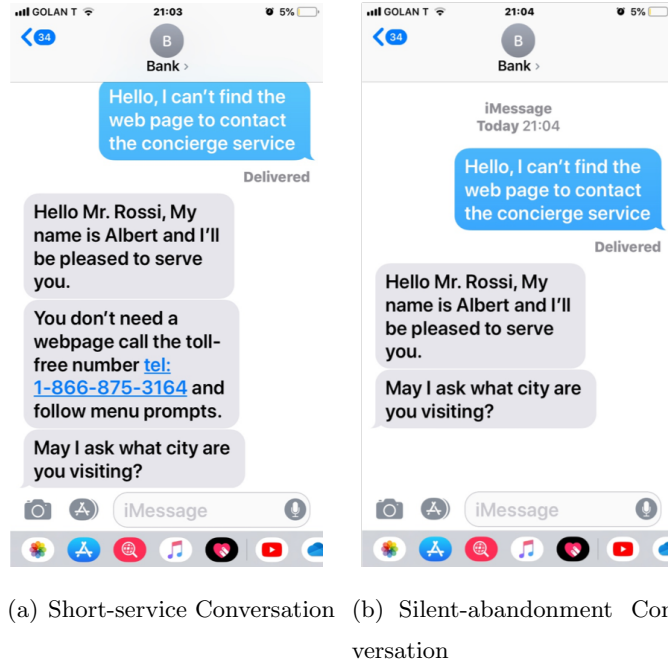 GOLAN T 21:03 5%
34
B
Bank >
Hello, I can't find the
web page to contact
the concierge service
Delivered
Hello Mr. Rossi, My
name is Albert and I'll
be pleased to serve
you.
You don't need a
webpage call the toll-
free number tel:
1-866-875-3164 and
follow menu prompts.
May I ask what city are
you visiting?
iMessage
(a) Short-service Conversation
GOLAN T 21:04 5%
34
B
Bank >
iMessage
Today 21:04
Hello, I can't find the
web page to contact
the concierge service
Delivered
Hello Mr. Rossi, My
name is Albert and I'll
be pleased to serve
you.
May I ask what city are
you visiting?
iMessage
(b) Silent-abandonment Con
versation